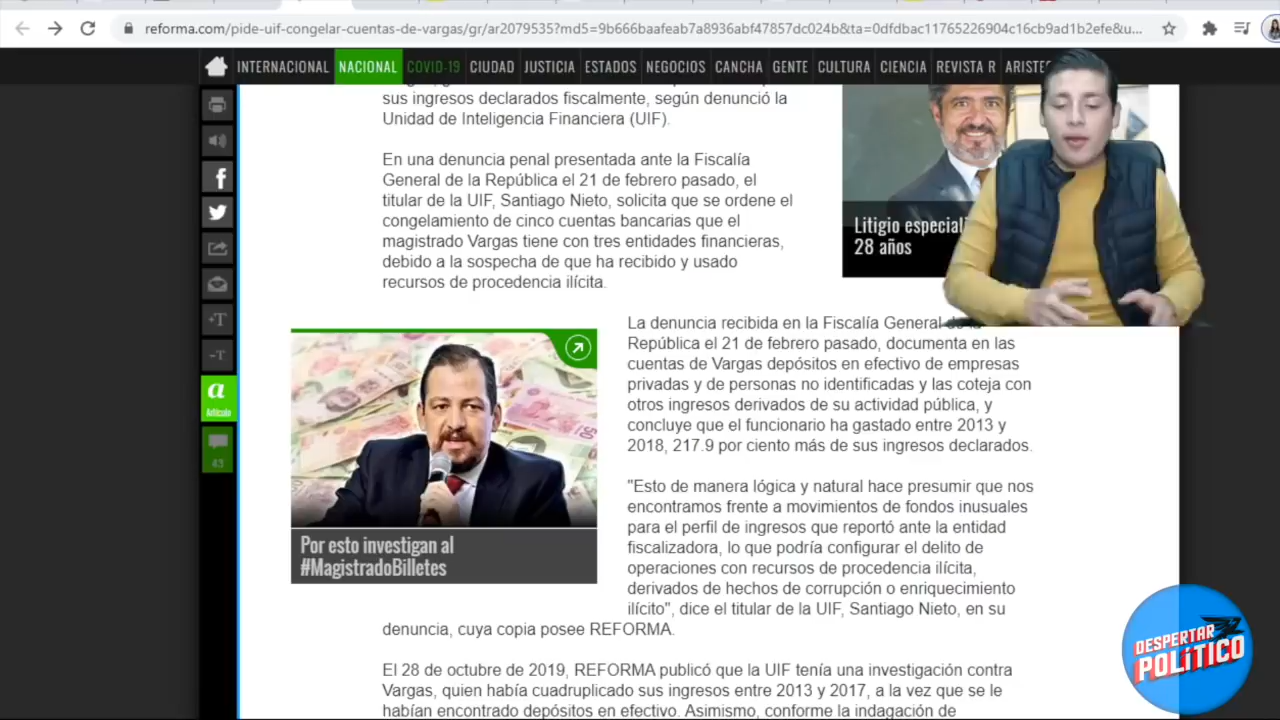 reforma.com/pide-uif-congelar-cuentas-de-vargas/gr/ar2079535?md5=9b666baafeab7a8936abf47857dc024b&ta=0dfdbac11765226904c16cb9ad1b2efe&u...
INTERNACIONAL NACIONAL COVID-19 CIUDAD JUSTICIA ESTADOS NEGOCIOS CANCHA GENTE CULTURA CIENCIA REVISTA R
sus ingresos declarados fiscalmente, según denunció la
Unidad de Inteligencia Financiera (UIF).
En una denuncia penal presentada ante la Fiscalía
General de la República el 21 de febrero pasado, el
titular de la UIF, Santiago Nieto, solicita que se ordene el
congelamiento de cinco cuentas bancarias que el
magistrado Vargas tiene con tres entidades financieras,
debido a la sospecha de que ha recibido y usado
recursos de procedencia ilícita.
Litigio
28 años
+T
-T
a
Artículo
43
La denuncia recibida en la Fiscalía General de la
República el 21 de febrero pasado, documenta en las
cuentas de Vargas depósitos en efectivo de empresas
privadas y de personas no identificadas y las coteja con
otros ingresos derivados de su actividad pública, y
concluye que el funcionario ha gastado entre 2013 y
2018, 217.9 por ciento más de sus ingresos declarados.
Por esto investigan al
#MagistradoBilletes
"Esto de manera lógica y natural hace presumir que nos
encontramos frente a movimientos de fondos inusuales
para el perfil de ingresos que reportó ante la entidad
fiscalizadora, lo que podría configurar el delito de
operaciones con recursos de procedencia ilícita,
derivados de hechos de corrupción o enriquecimiento
ilícito", dice el titular de la UIF, Santiago Nieto, en su
denuncia, cuya copia posee REFORMA.
El 28 de octubre de 2019, REFORMA publicó que la UIF tenía una investigación contra
Vargas, quien había cuadruplicado sus ingresos entre 2013 y 2017, a la vez que se le
habían encontrado depósitos en efectivo. Asimismo, conforme la indagación de
DESPERTAR
POLÍTICO